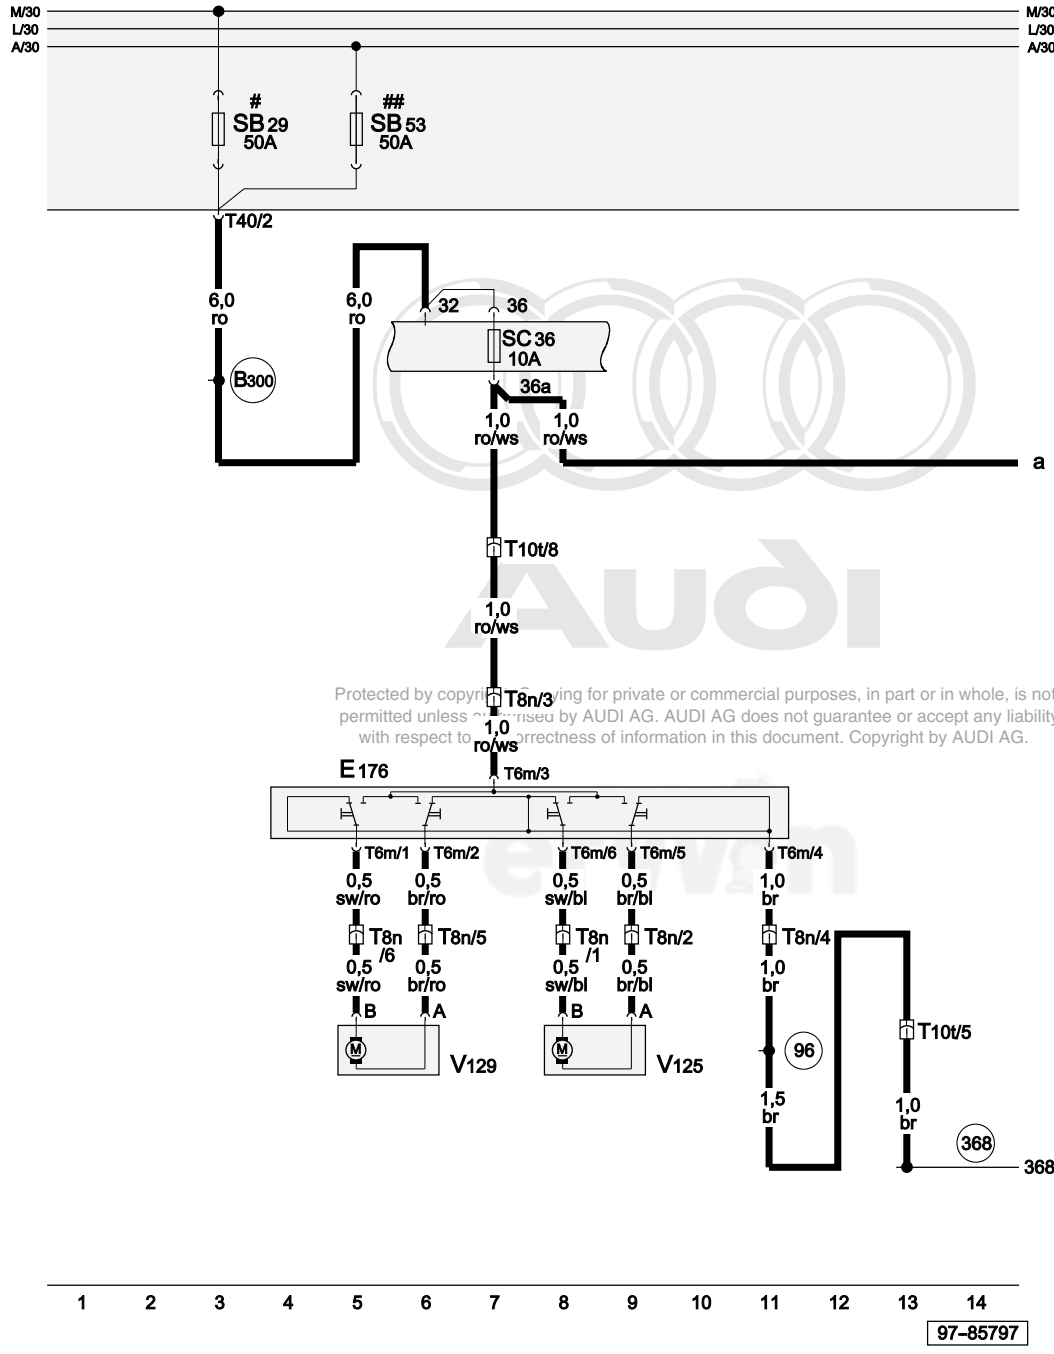 M/30 M/30
L/30 L/30
A/30 A/30
# ##
SB 29 SB 53
50A 50A
T40/2
6,0 6,0
ro ro
32 36
SC 36
10A
B300
36a
1,0 1,0
ro/ws ro/ws
a
T10t/8
Audi
1,0
ro/ws
Protected by copyri ying for private or commercial purposes, in part or in whole, is not
T8n/3
permitted unless authorised by AUDI AG. AUDI AG does not guarantee or accept any liability
1,0
with respect to orrectness of information in this document. Copyright by AUDI AG.
ro/ws
E 176
T6m/3
erwin
T6m/1 T6m/2 T6m/6 T6m/5 T6m/4
0,5 0,5 0,5 0,5 1,0
sw/ro br/ro sw/bl br/bl br
T8n T8n/5 T8n T8n/2 T8n/4
/6 /1
0,5 0,5 0,5 0,5 1,0
sw/ro br/ro sw/bl br/bl br
B A B A
T10t/5
M M
96
V129 V125
1,5 1,0
br br
368
368
1 2 3 4 5 6 7 8 9 10 11 12 13 14
97-85797